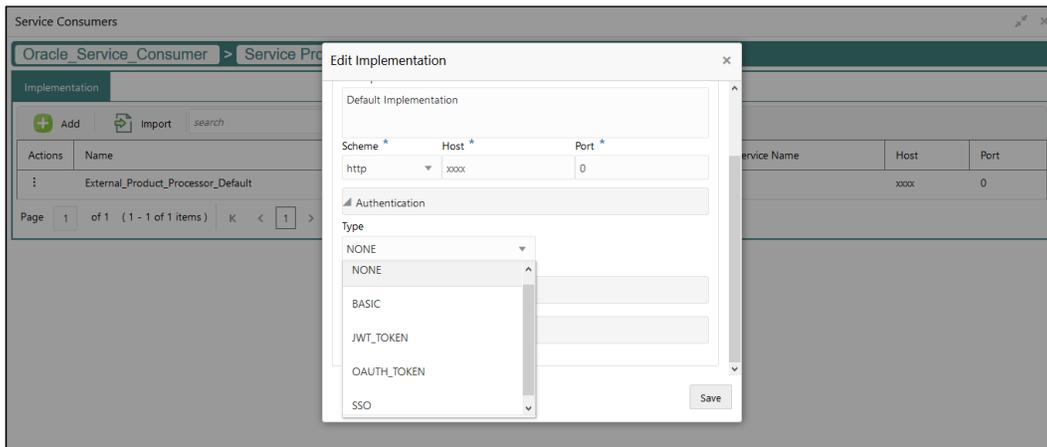 Service Consumers
Oracle_Service_Consumer > Service Pro
Implementation
Add Import search
Actions Name ervice Name Host Port
External_Product_Processor_Default xxxx 0
Page 1 of 1 ( 1 - 1 of 1 items ) K < 1 >
Edit Implementation ×
Default Implementation
Scheme * Host * Port *
http xxxx 0
Authentication
Type
NONE
NONE
BASIC
JWT_TOKEN
OAUTH_TOKEN
SSO
Save